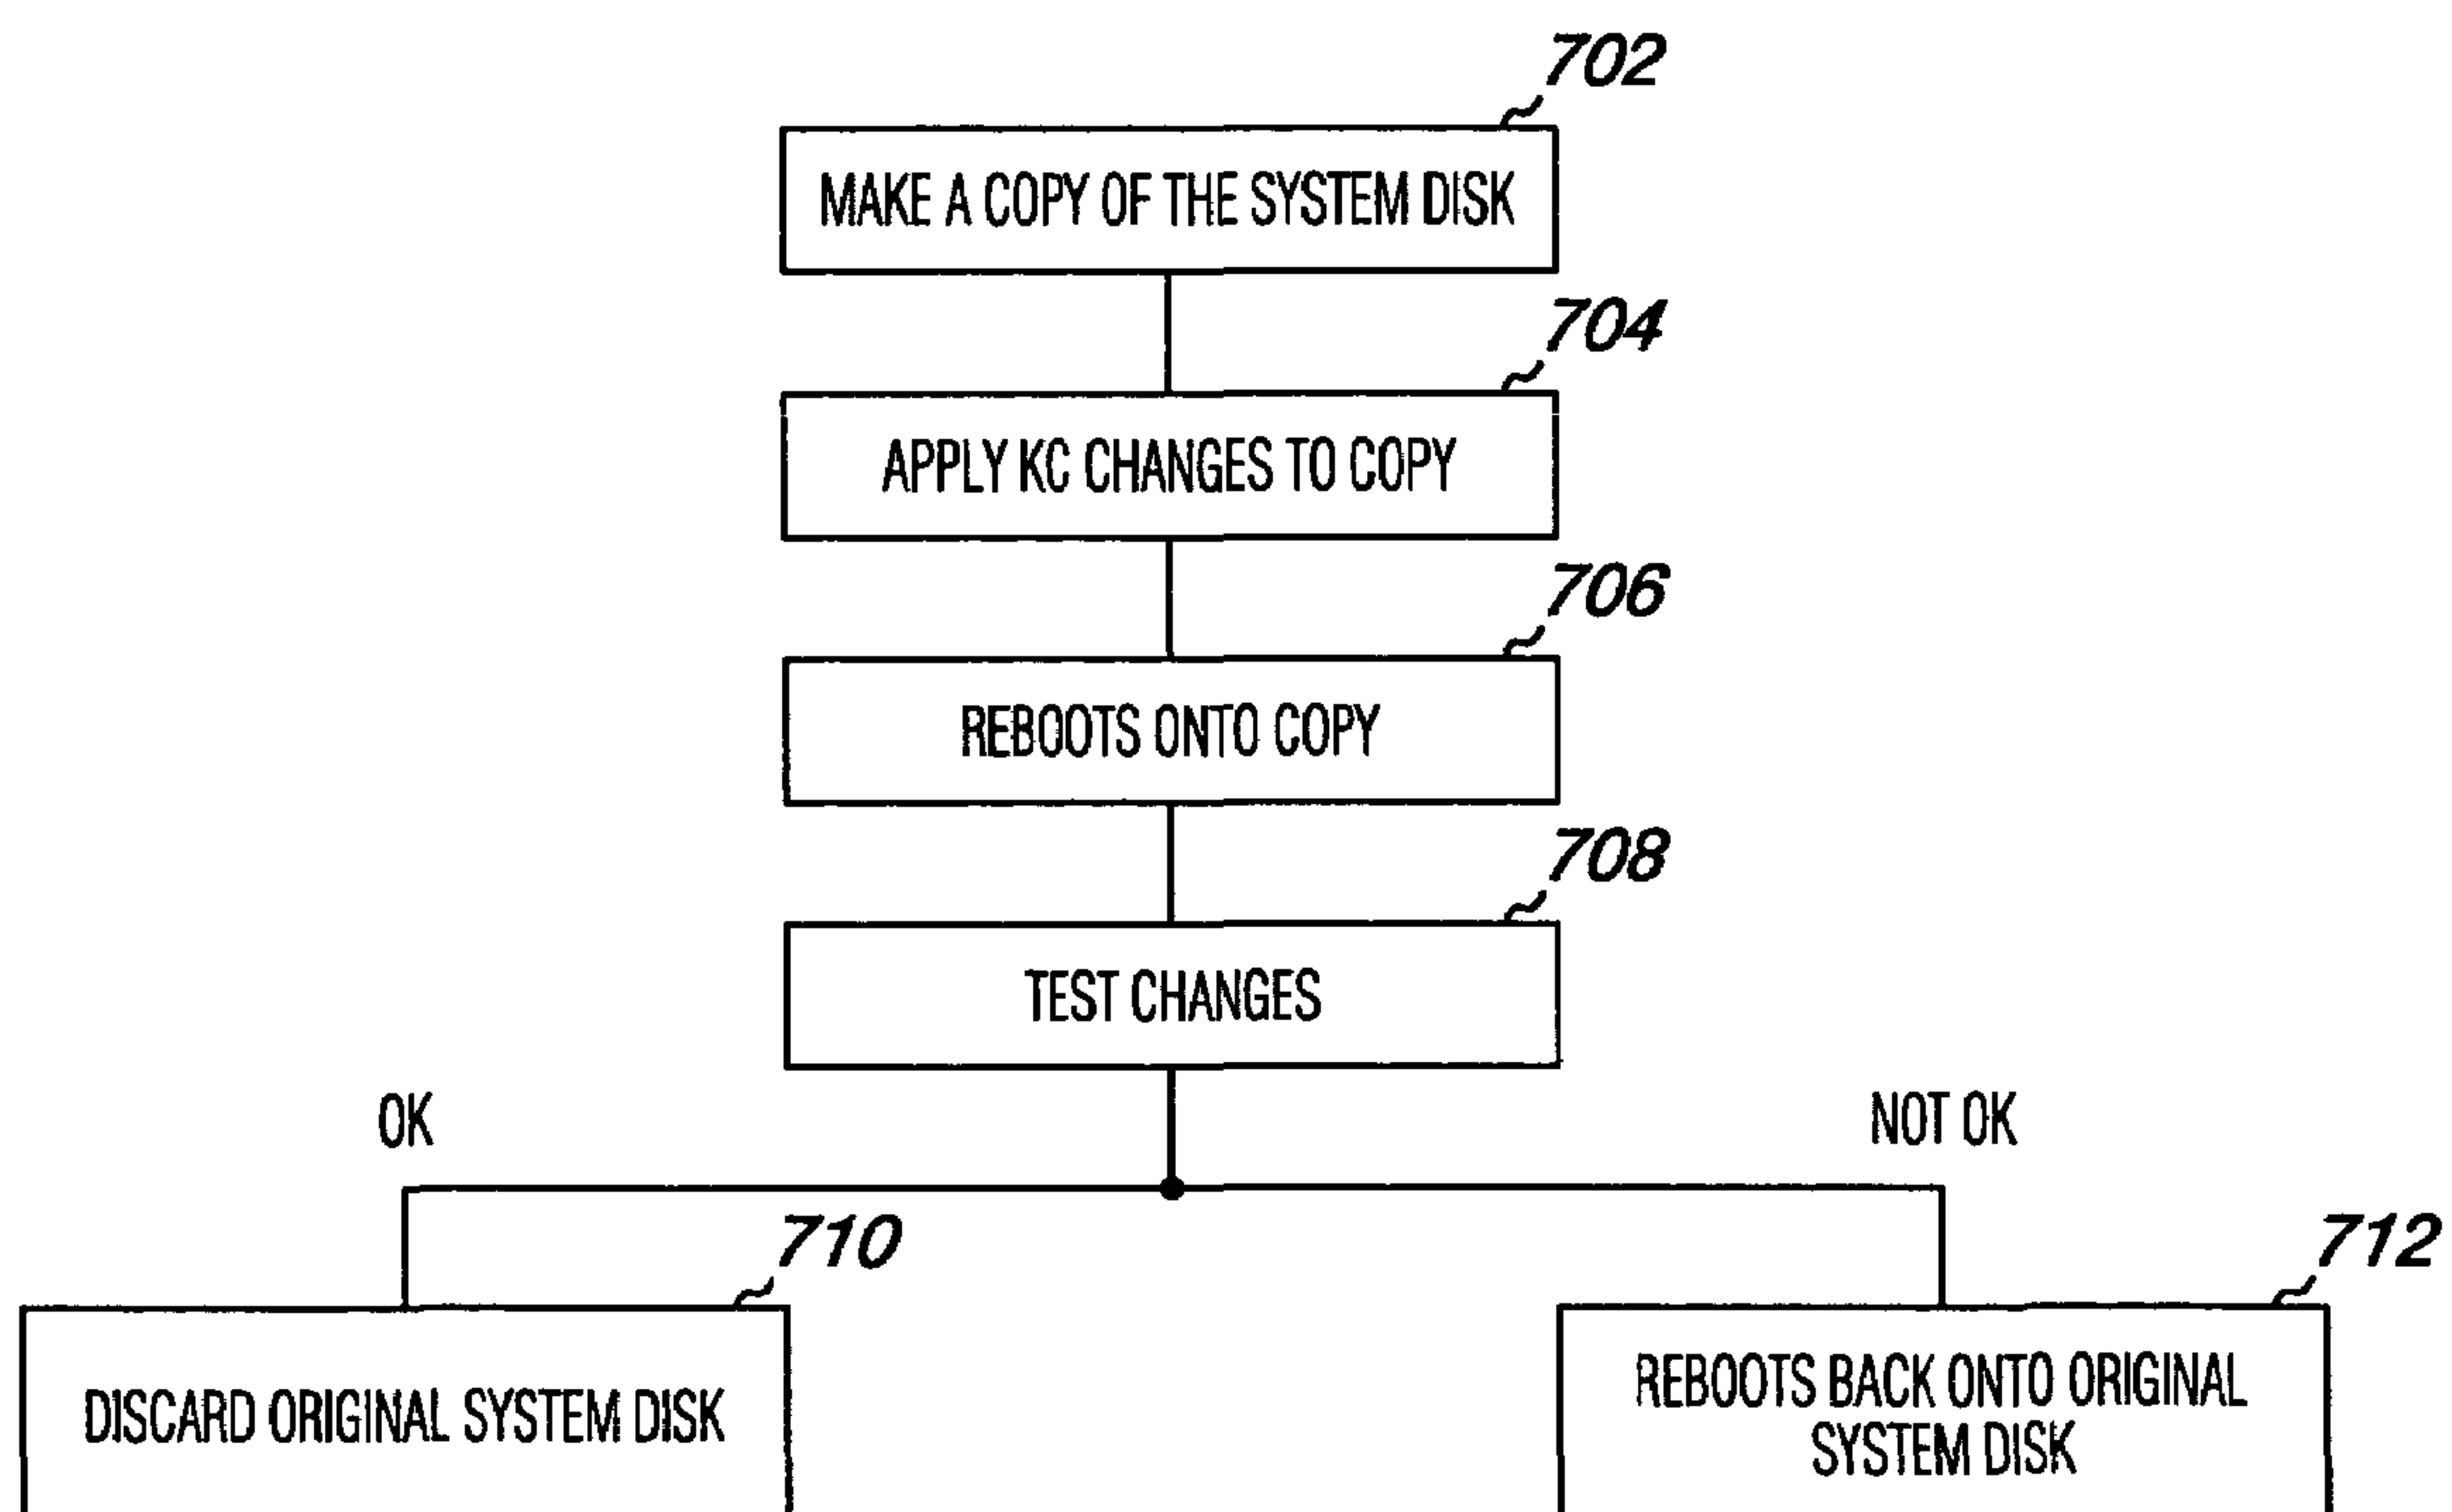 702
MAKE A COPY OF THE SYSTEM DISK
704
APPLY KC CHANGES TO COPY
706
REBOOTS ONTO COPY
708
TEST CHANGES
OK
NOT OK
710
712
DISCARD ORIGINAL SYSTEM DISK
REBOOTS BACK ONTO ORIGINAL
SYSTEM DISK